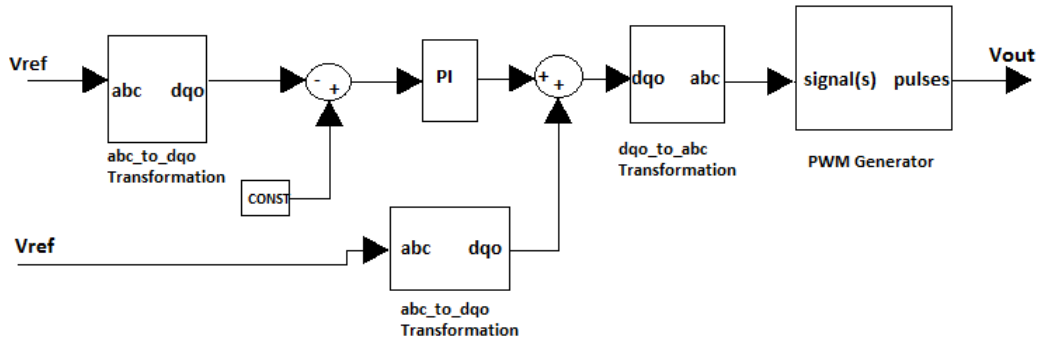 Vref
abc dqo
abc_to_dqo
Transformation
- +
CONST
PI
+ +
dqo abc
dqo_to_abc
Transformation
signal(s) pulses
PWM Generator
Vout
Vref
abc dqo
abc_to_dqo
Transformation